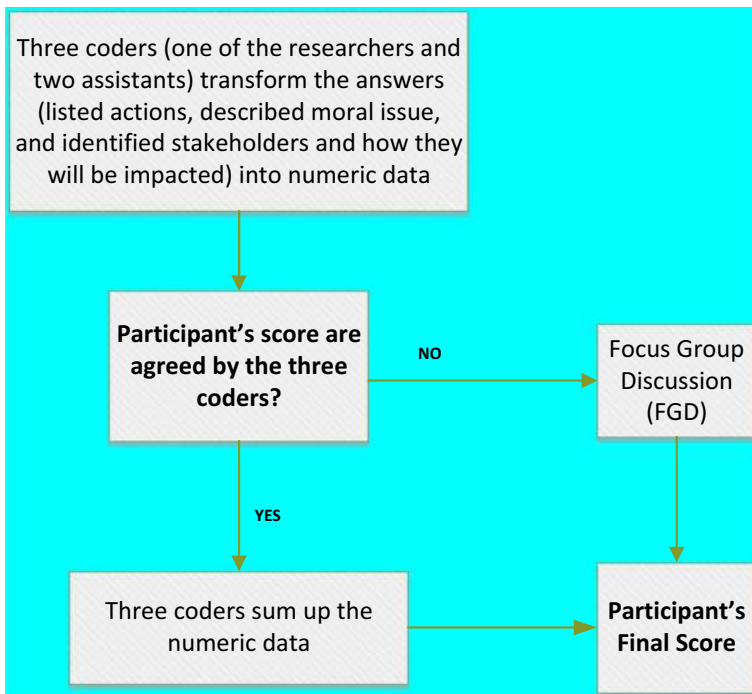 Three coders (one of the researchers and
two assistants) transform the answers
(listed actions, described moral issue,
and identified stakeholders and how they
will be impacted) into numeric data
Participant’s score are
agreed by the three
coders?
NO
Focus Group
Discussion
(FGD)
YES
Three coders sum up the
numeric data
Participant’s
Final Score